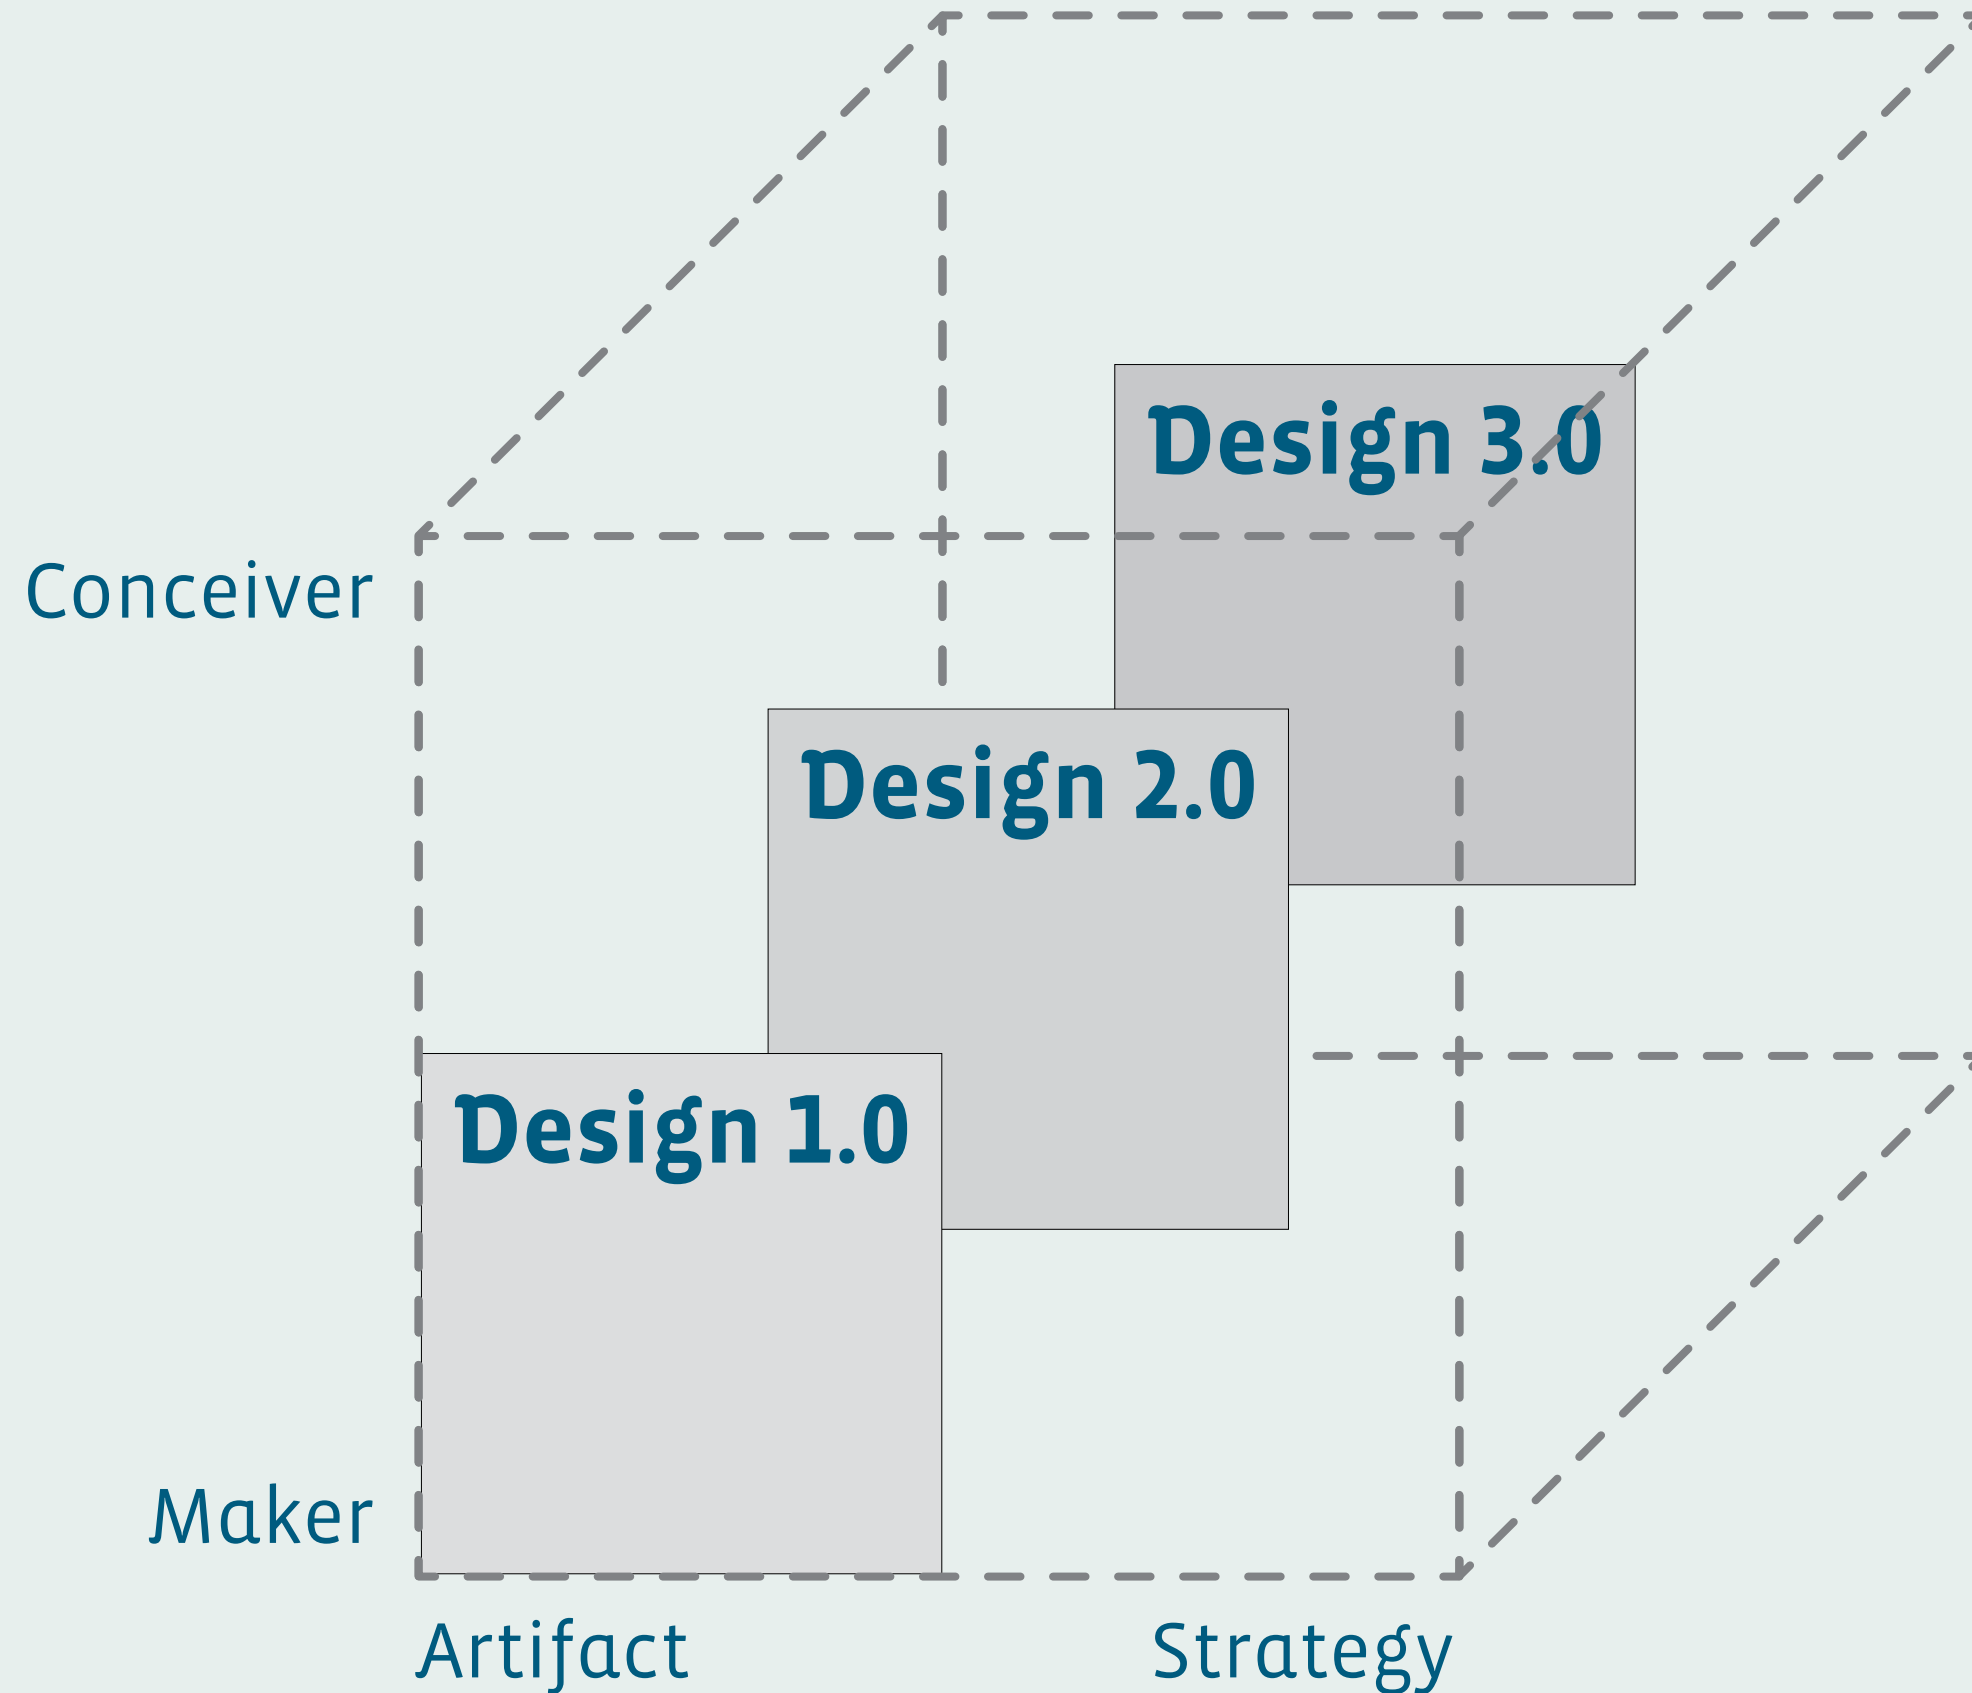 Design 3.0
Conceiver
Design 2.0
Design 1.0
Maker
Artifact
Strategy